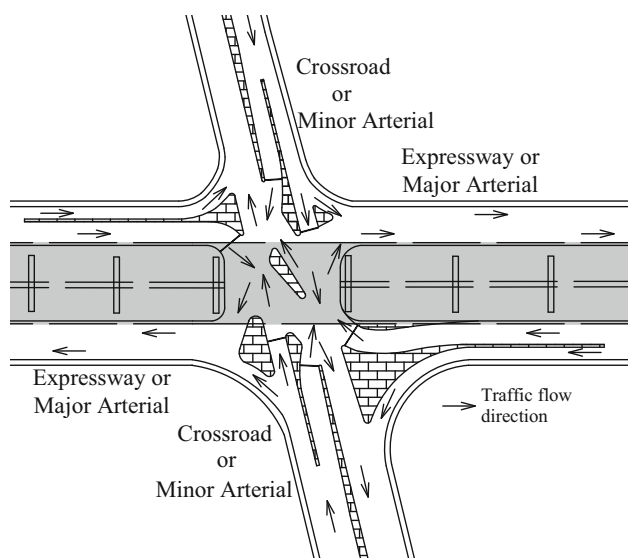 Crossroad
or
Minor Arterial
Expressway or
Major Arterial
Expressway or
Major Arterial
Traffic flow
direction
Crossroad
or
Minor Arterial